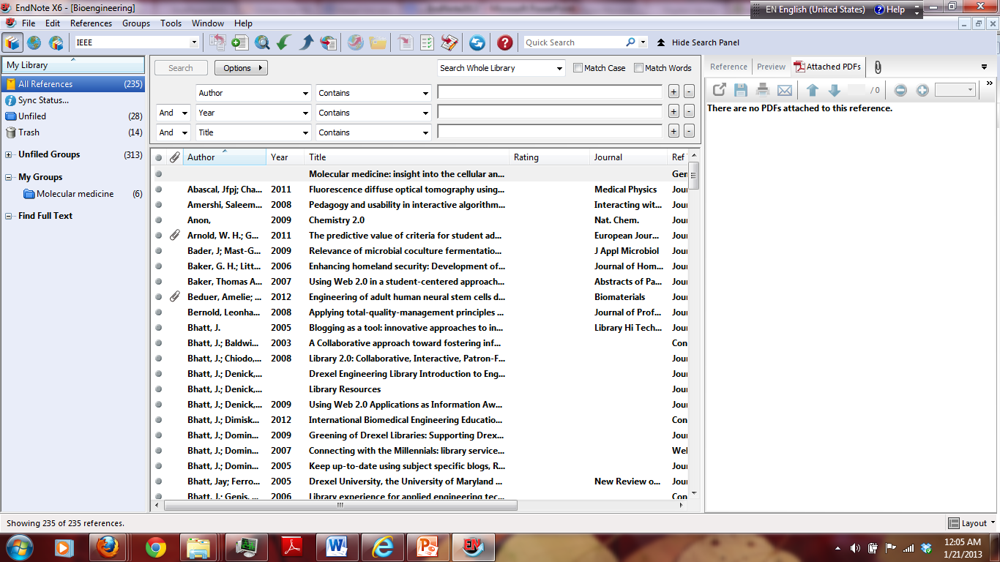 EndNote X6 - [Bioengineering]
EN English (United States) Help
File Edit References Groups Tools Window Help
IEEE Quick Search Hide Search Panel
My Library
All References (235)
Sync Status...
Unfiled (28)
Trash (14)
Unfiled Groups (313)
My Groups
Molecular medicine (6)
Find Full Text
Search Options Search Whole Library Match Case Match Words
Author Contains + -
And Year Contains + -
And Title Contains + -
Author Year Title Rating Journal Ref
Molecular medicine: insight into the cellular an... Gen
Abascal, Jfpj; Cha... 2011 Fluorescence diffuse optical tomography using... Medical Physics Jour
Amershi, Saleem... 2008 Pedagogy and usability in interactive algorithm... Interacting wit... Jour
Anon, 2009 Chemistry 2.0 Nat. Chem. Jour
Arnold, W. H.; G... 2011 The predictive value of criteria for student ad... European Jour... Jour
Bader, J; Mast-G... 2009 Relevance of microbial coculture fermentatio... J Appl Microbiol Jour
Baker, G. H.; Litt... 2006 Enhancing homeland security: Development of... Journal of Hom... Jour
Baker, Thomas A... 2007 Using Web 2.0 in a student-centered approach... Abstracts of Pa... Jour
Beduer, Amelie; ... 2012 Engineering of adult human neural stem cells d... Biomaterials Jour
Bernold, Leonha... 2008 Applying total-quality-management principles ... Journal of Prof... Jour
Bhatt, J. 2005 Blogging as a tool: innovative approaches to in... Library Hi Tech... Jour
Bhatt, J.; Baldwi... 2003 A Collaborative approach toward fostering inf... Con
Bhatt, J.; Chiodo,... 2008 Library 2.0: Collaborative, Interactive, Patron-F... Jour
Bhatt, J.; Denick,... Drexel Engineering Library Introduction to Eng... Jour
Bhatt, J.; Denick,... Library Resources Jour
Bhatt, J.; Denick,... 2009 Using Web 2.0 Applications as Information Aw... Jour
Bhatt, J.; Dimisk... 2012 International Biomedical Engineering Educatio... Con
Bhatt, J.; Domin... 2009 Greening of Drexel Libraries: Supporting Drex... Jour
Bhatt, J.; Domin... 2007 Connecting with the Millennials: library service... Wel
Bhatt, J.; Domin... 2005 Keep up-to-date using subject specific blogs, R... Jour
Bhatt, Jay; Ferro... 2005 Drexel University, the University of Maryland ... New Review o... Jour
Bhatt, J.; Genis, ... 2006 Library experience for applied engineering tec... Con
Reference Preview Attached PDFs
/ 0
There are no PDFs attached to this reference.
Showing 235 of 235 references. Layout
12:05 AM
1/21/2013